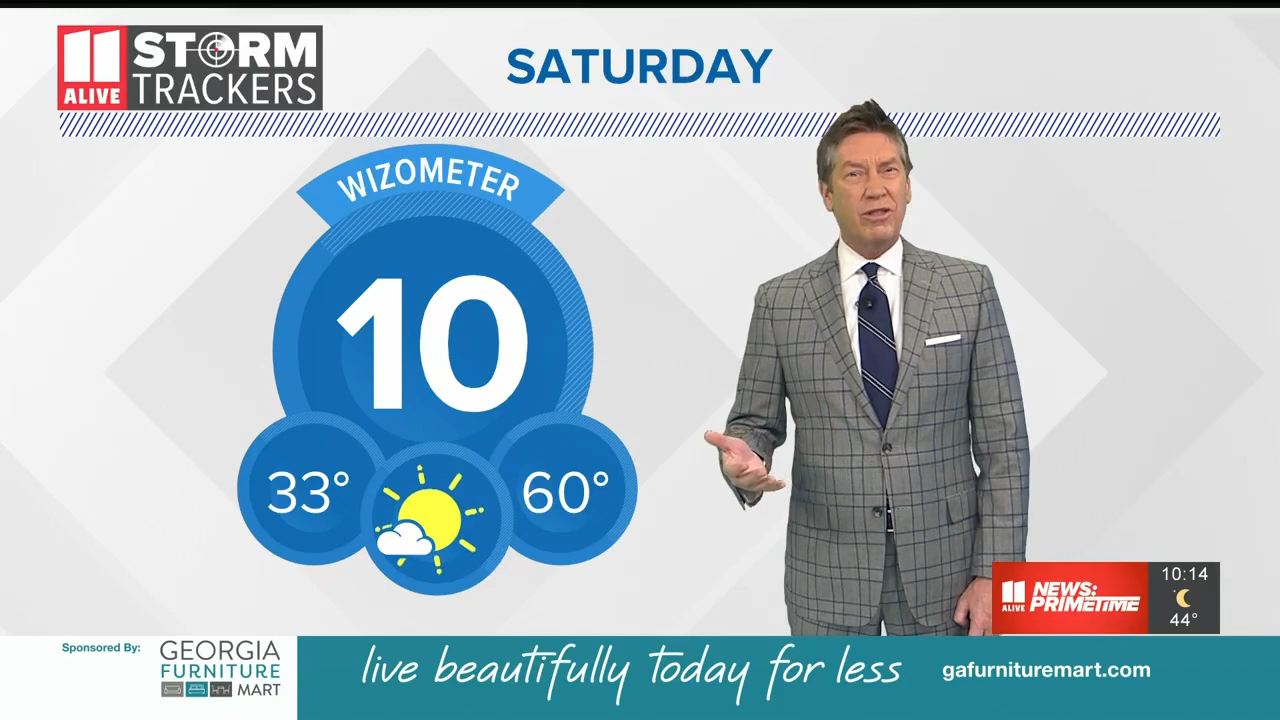 11
ALIVE
STORM
TRACKERS
SATURDAY
WIZOMETER
10
33°
60°
11
ALIVE
NEWS:
PRIMETIME
10:14
44°
Sponsored By:
GEORGIA
FURNITURE
MART
live beautifully today for less
gafurnituremart.com